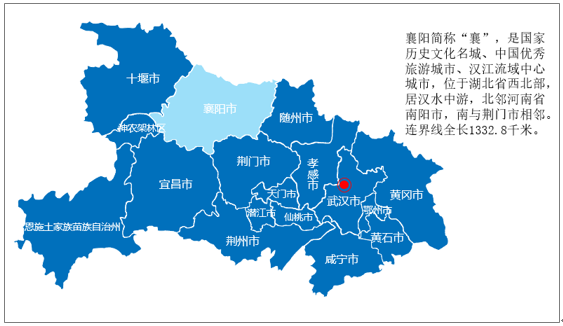 襄阳简称“襄”，是国家
历史文化名城、中国优秀
旅游城市、汉江流域中心
城市，位于湖北省西北部，
居汉水中游，北邻河南省
南阳市，南与荆门市相邻。
连界线全长1332.8千米。
十堰市
襄阳市
神农架林区
随州市
荆门市
孝感市
宜昌市
天门市
武汉市
黄冈市
鄂州市
潜江市
仙桃市
恩施土家族苗族自治州
荆州市
黄石市
咸宁市